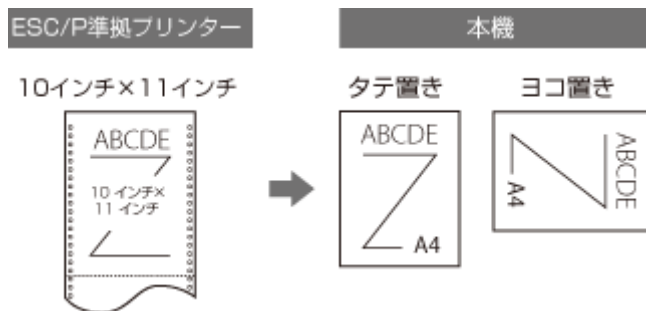 ESC/P準拠プリンター
本機
10インチ×11インチ
タテ置き
ヨコ置き
ABCDE
10 インチ×
11 インチ
ABCDE
A4
ABCDE
A4